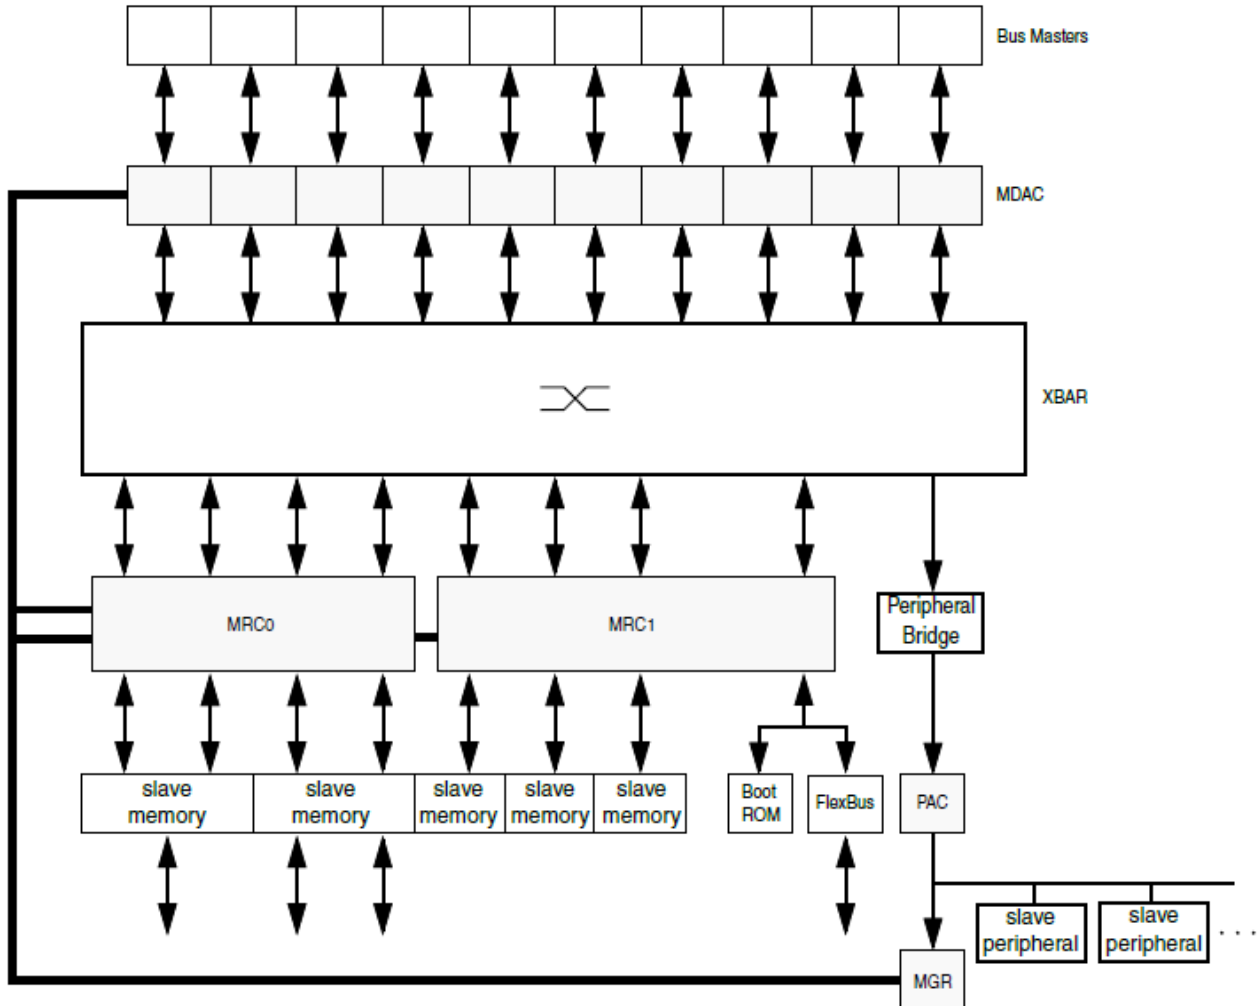 Bus Masters
MDAC
XBAR
MRC0
MRC1
Peripheral
Bridge
slave
memory
slave
memory
slave
memory
slave
memory
slave
memory
Boot
ROM
FlexBus
PAC
slave
peripheral
slave
peripheral
. . .
MGR